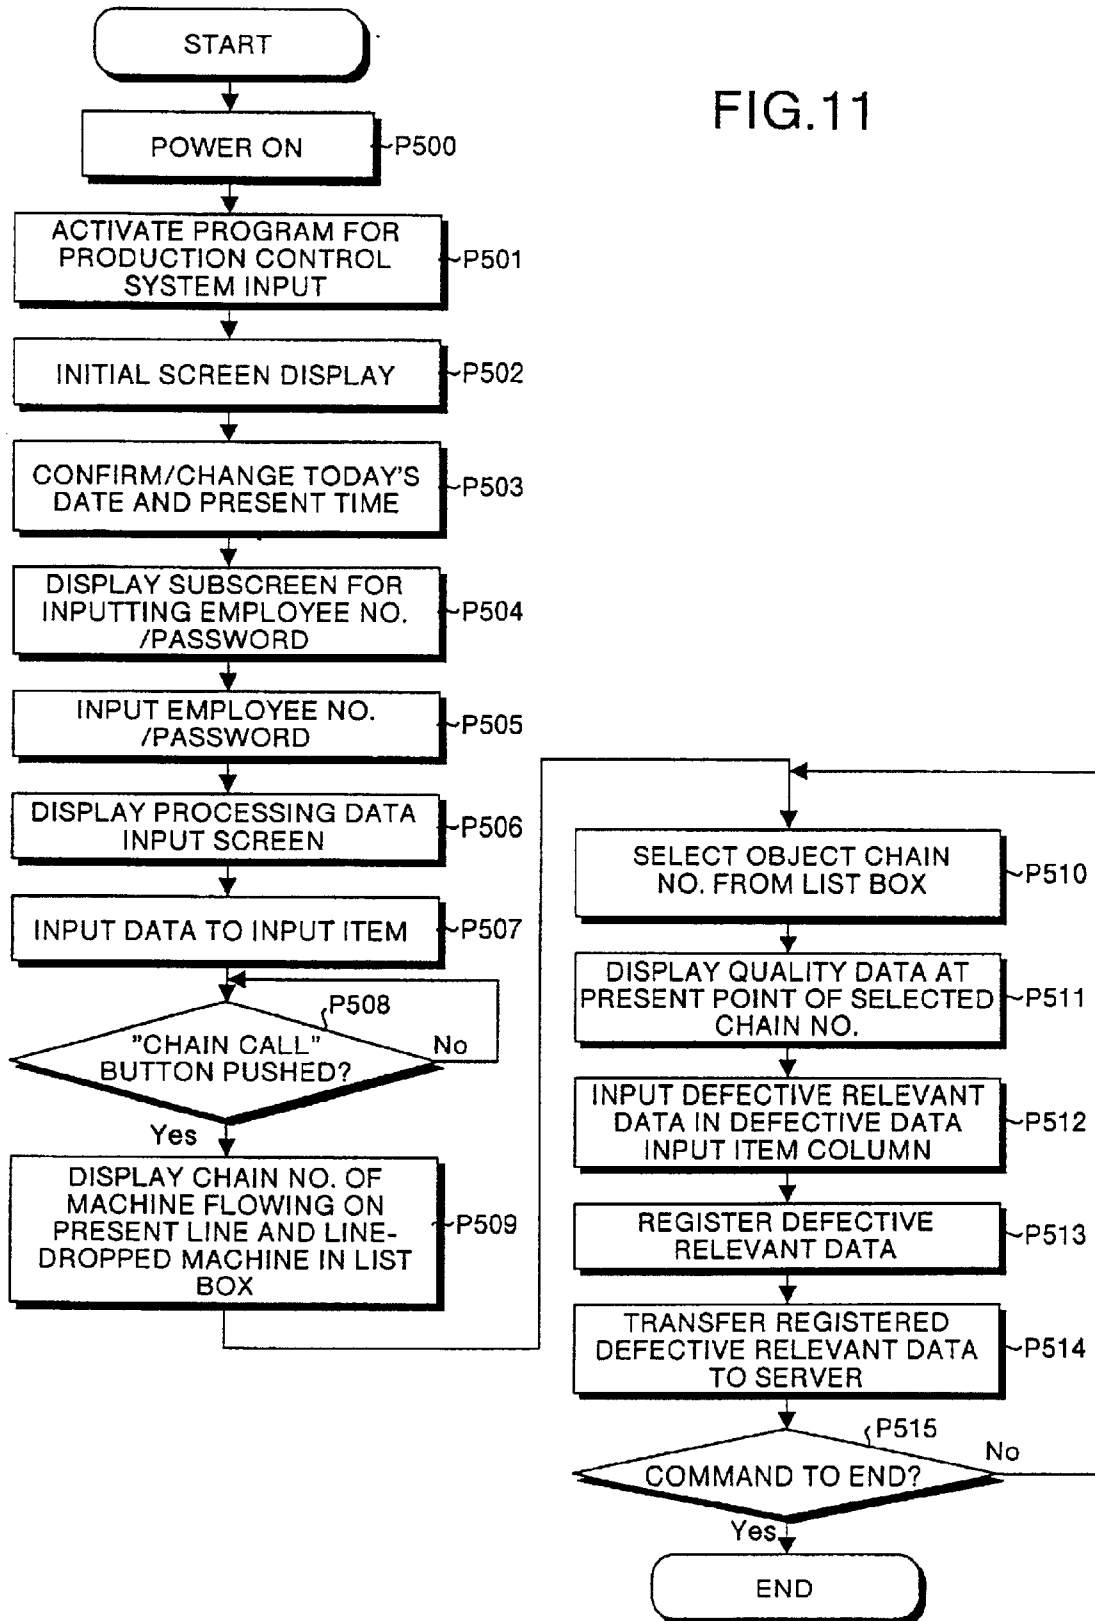 START
FIG.11
POWER ON
P500
ACTIVATE PROGRAM FOR
PRODUCTION CONTROL
SYSTEM INPUT
P501
INITIAL SCREEN DISPLAY
P502
CONFIRM/CHANGE TODAY'S
DATE AND PRESENT TIME
P503
DISPLAY SUBSCREEN FOR
INPUTTING EMPLOYEE NO.
/PASSWORD
P504
INPUT EMPLOYEE NO.
/PASSWORD
P505
DISPLAY PROCESSING DATA
INPUT SCREEN
P506
INPUT DATA TO INPUT ITEM
P507
P508
"CHAIN CALL"
BUTTON PUSHED?
No
Yes
DISPLAY CHAIN NO. OF
MACHINE FLOWING ON
PRESENT LINE AND LINE-
DROPPED MACHINE IN LIST
BOX
P509
SELECT OBJECT CHAIN
NO. FROM LIST BOX
P510
DISPLAY QUALITY DATA AT
PRESENT POINT OF SELECTED
CHAIN NO.
P511
INPUT DEFECTIVE RELEVANT
DATA IN DEFECTIVE DATA
INPUT ITEM COLUMN
P512
REGISTER DEFECTIVE
RELEVANT DATA
P513
TRANSFER REGISTERED
DEFECTIVE RELEVANT DATA
TO SERVER
P514
P515
COMMAND TO END?
No
Yes
END